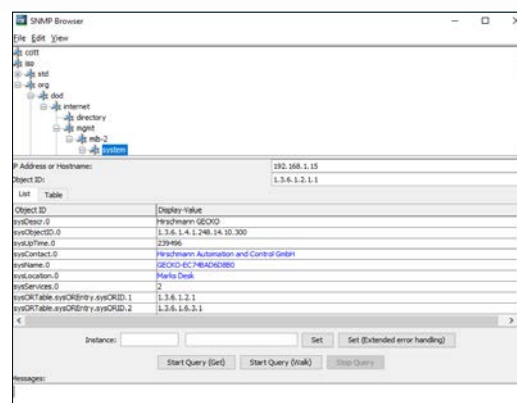 SNMP Browser
File Edit View
ccitt
iso
std
org
dod
internet
directory
mgmt
mib-2
system
IP Address or Hostname: 192.168.1.15
Object ID: 1.3.6.1.2.1.1
List Table
Object ID Display-Value
sysDescr.0 Hirschmann GECKO
sysObjectID.0 1.3.6.1.4.1.248.14.10.300
sysUpTime.0 239496
sysContact.0 Hirschmann Automation and Control GmbH
sysName.0 GECKO-EC74BAD6D8B0
sysLocation.0 Marks Desk
sysServices.0 2
sysORTable.sysOREntry.sysORID.1 1.3.6.1.2.1
sysORTable.sysOREntry.sysORID.2 1.3.6.1.6.3.1
Instance: Set Set (Extended error handling)
Start Query (Get) Start Query (Walk) Stop Query
Messages: